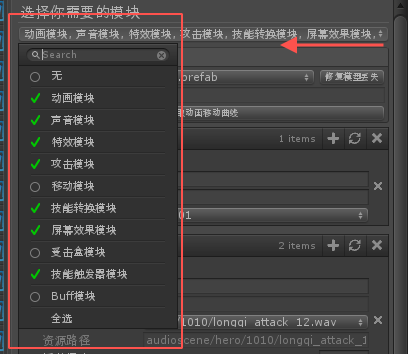 选择你需要的模块
动画模块, 声音模块, 特效模块, 攻击模块, 技能转换模块, 屏幕效果模块,
Search
无
动画模块
声音模块
特效模块
攻击模块
移动模块
技能转换模块
屏幕效果模块
受击盒模块
技能触发器模块
Buff模块
全选
prefab
修复模型丢失
取动画移动曲线
1 items
01
2 items
/1010/longqi_attack_12.wav
资源路径
audioscene/hero/1010/longqi_attack_1